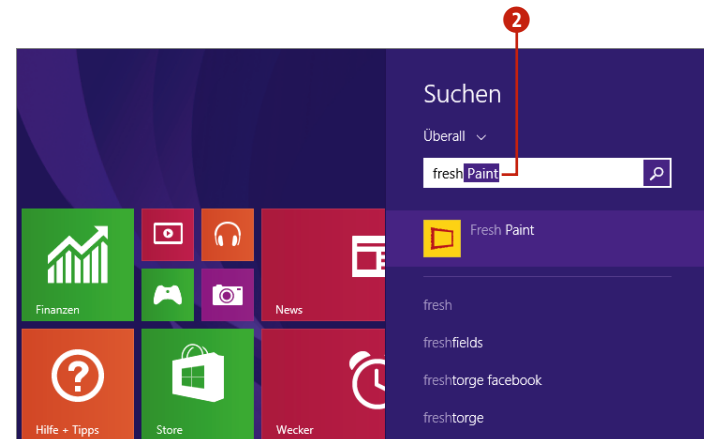 2
Suchen
Überall
fresh Paint
Fresh Paint
fresh
freshfields
freshtorge facebook
freshtorge
Finanzen
News
Hilfe + Tipps
Store
Wecker